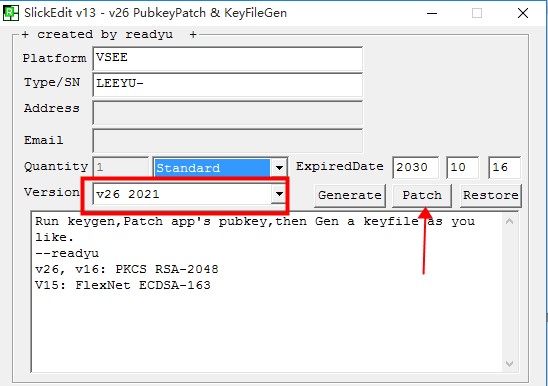 SlickEdit v13 - v26 PubkeyPatch & KeyFileGen
+ created by readyu +
Platform VSEE
Type/SN LEEYU-
Address
Email
Quantity 1 Standard ExpiredDate 2030 10 16
Version v26 2021 Generate Patch Restore
Run keygen,Patch app's pubkey,then Gen a keyfile as you
like.
--readyu
v26, v16: PKCS RSA-2048
V15: FlexNet ECDSA-163